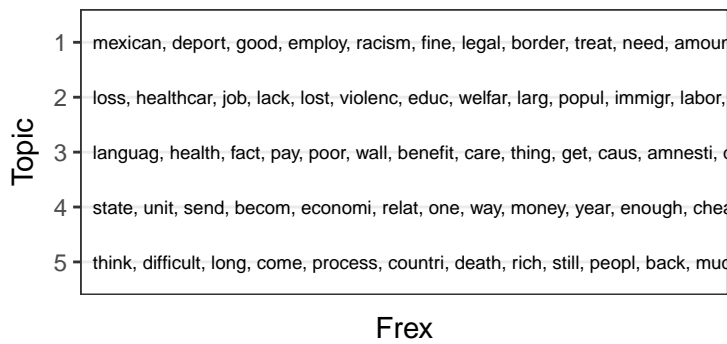 Topic
1 mexican, deport, good, employ, racism, fine, legal, border, treat, need, amour
2 loss, healthcar, job, lack, lost, violenc, educ, welfar, larg, popul, immigr, labor,
3 languag, health, fact, pay, poor, wall, benefit, care, thing, get, caus, amnesti,
4 state, unit, send, becom, economi, relat, one, way, money, year, enough, chea
5 think, difficult, long, come, process, countri, death, rich, still, peopl, back, muc
Frex